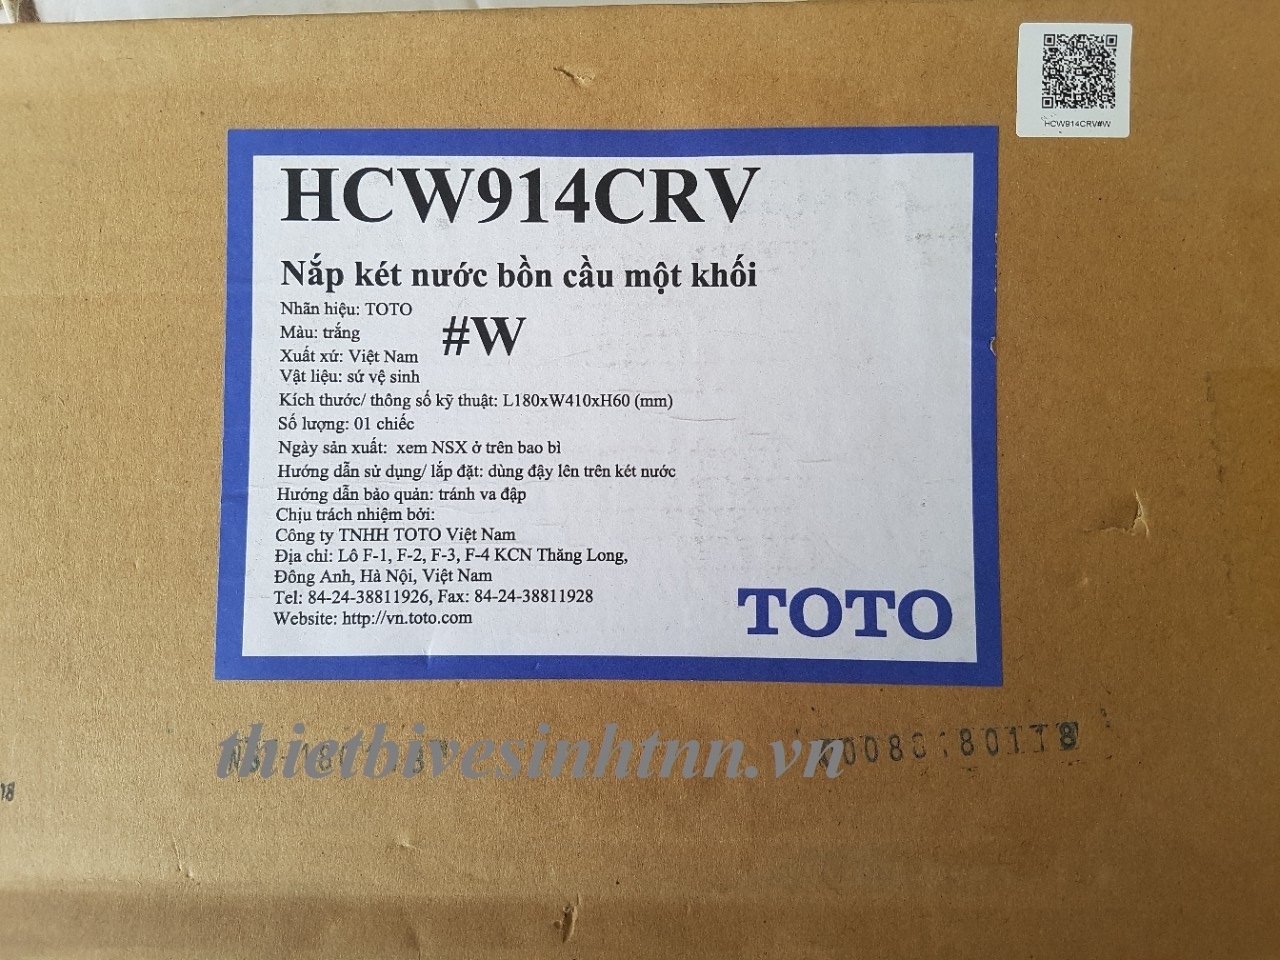 HCW914CRV#W
HCW914CRV
Nắp két nước bồn cầu một khối
Nhãn hiệu: TOTO
Màu: trắng
#W
Xuất xứ: Việt Nam
Vật liệu: sứ vệ sinh
Kích thước/ thông số kỹ thuật: L180xW410xH60 (mm)
Số lượng: 01 chiếc
Ngày sản xuất: xem NSX ở trên bao bì
Hướng dẫn sử dụng/ lắp đặt: dùng đậy lên trên két nước
Hướng dẫn bảo quản: tránh va đập
Chịu trách nhiệm bởi:
Công ty TNHH TOTO Việt Nam
Địa chỉ: Lô F-1, F-2, F-3, F-4 KCN Thăng Long,
Đông Anh, Hà Nội, Việt Nam
Tel: 84-24-38811926, Fax: 84-24-38811928
Website: http://vn.toto.com
TOTO
thietbivesinhtnn.vn